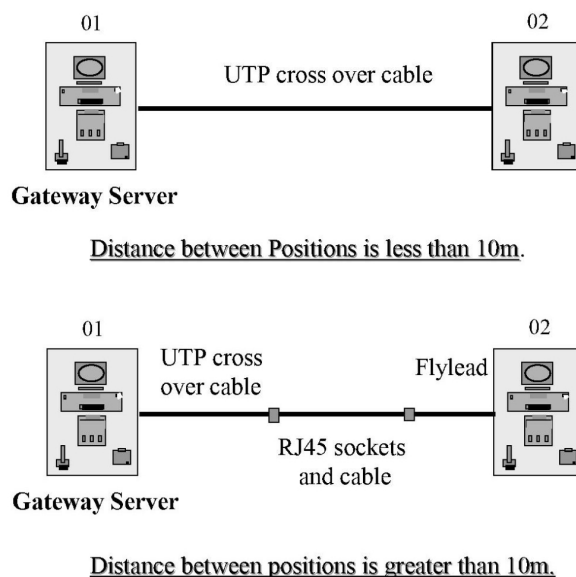 01
02
UTP cross over cable
Gateway Server
Distance between Positions is less than 10m.
01
02
UTP cross
over cable
Flylead
RJ45 sockets
and cable
Gateway Server
Distance between positions is greater than 10m.